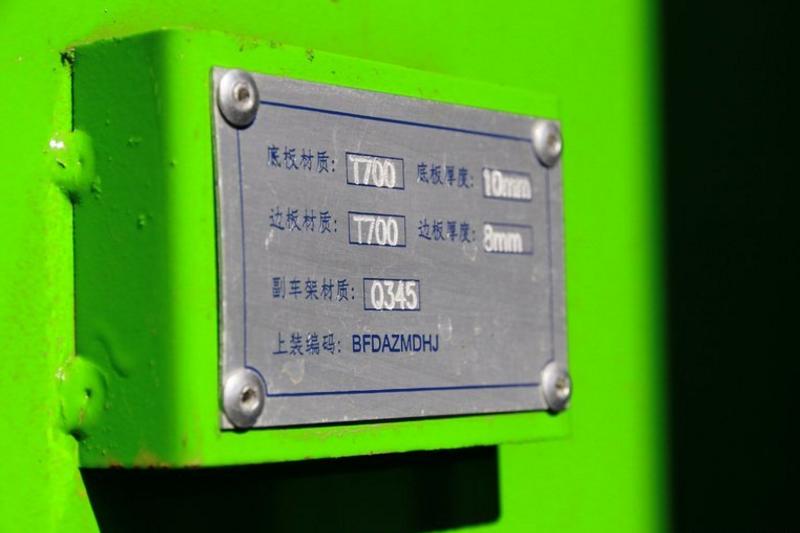 底板材质：T700 底板厚度：10mm
边板材质：T700 边板厚度：8mm
副车架材质：Q345
上装编码：BFDAZMDHJ